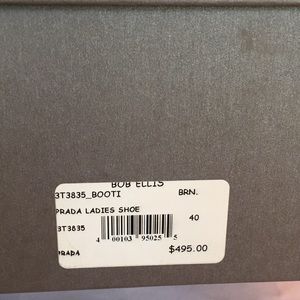 BOB ELLIS
3T3835_BOOTI BRN.
PRADA LADIES SHOE
3T3835 40
4 00103 95025 5
$495.00
PRADA